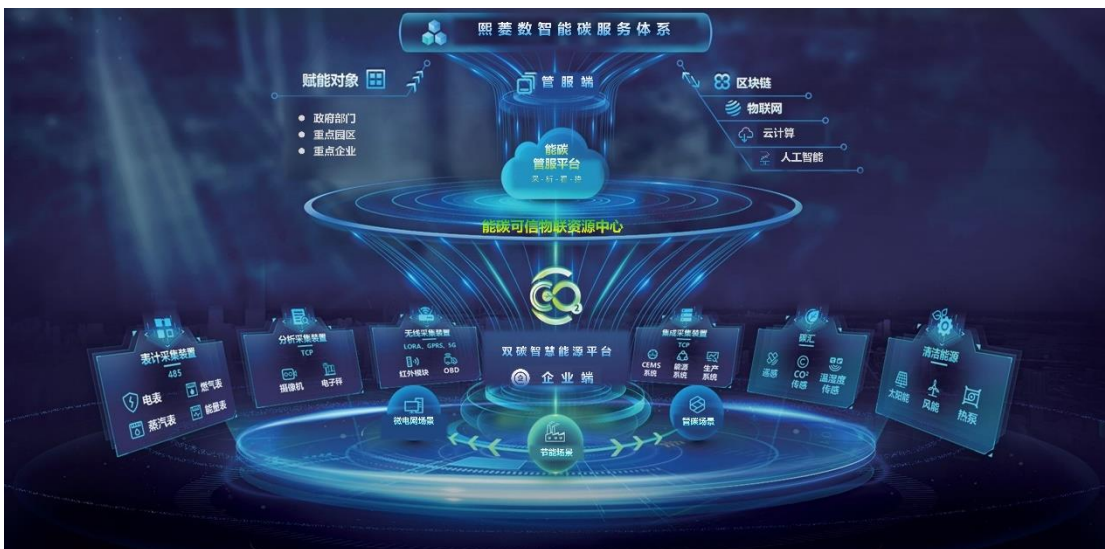 熙菱数智能碳服务体系
赋能对象
政府部门
重点园区
重点企业
管服端
区块链
物联网
云计算
人工智能
能碳
管服平台
能碳可信物联资源中心
CO2
表计采集装置
485
电表
燃气表
蒸汽表
能量表
分析采集装置
TCP
摄像机
电子秤
无线采集装置
LORA、GPRS、5G
红外模块
OBD
双碳智慧能源平台
企业端
集成采集装置
TCP
CEMS
系统
能源
系统
生产
系统
碳汇
遥感
CO²
传感
温湿度
传感
清洁能源
太阳能
风能
热泵
微电网场景
节能场景
管碳场景